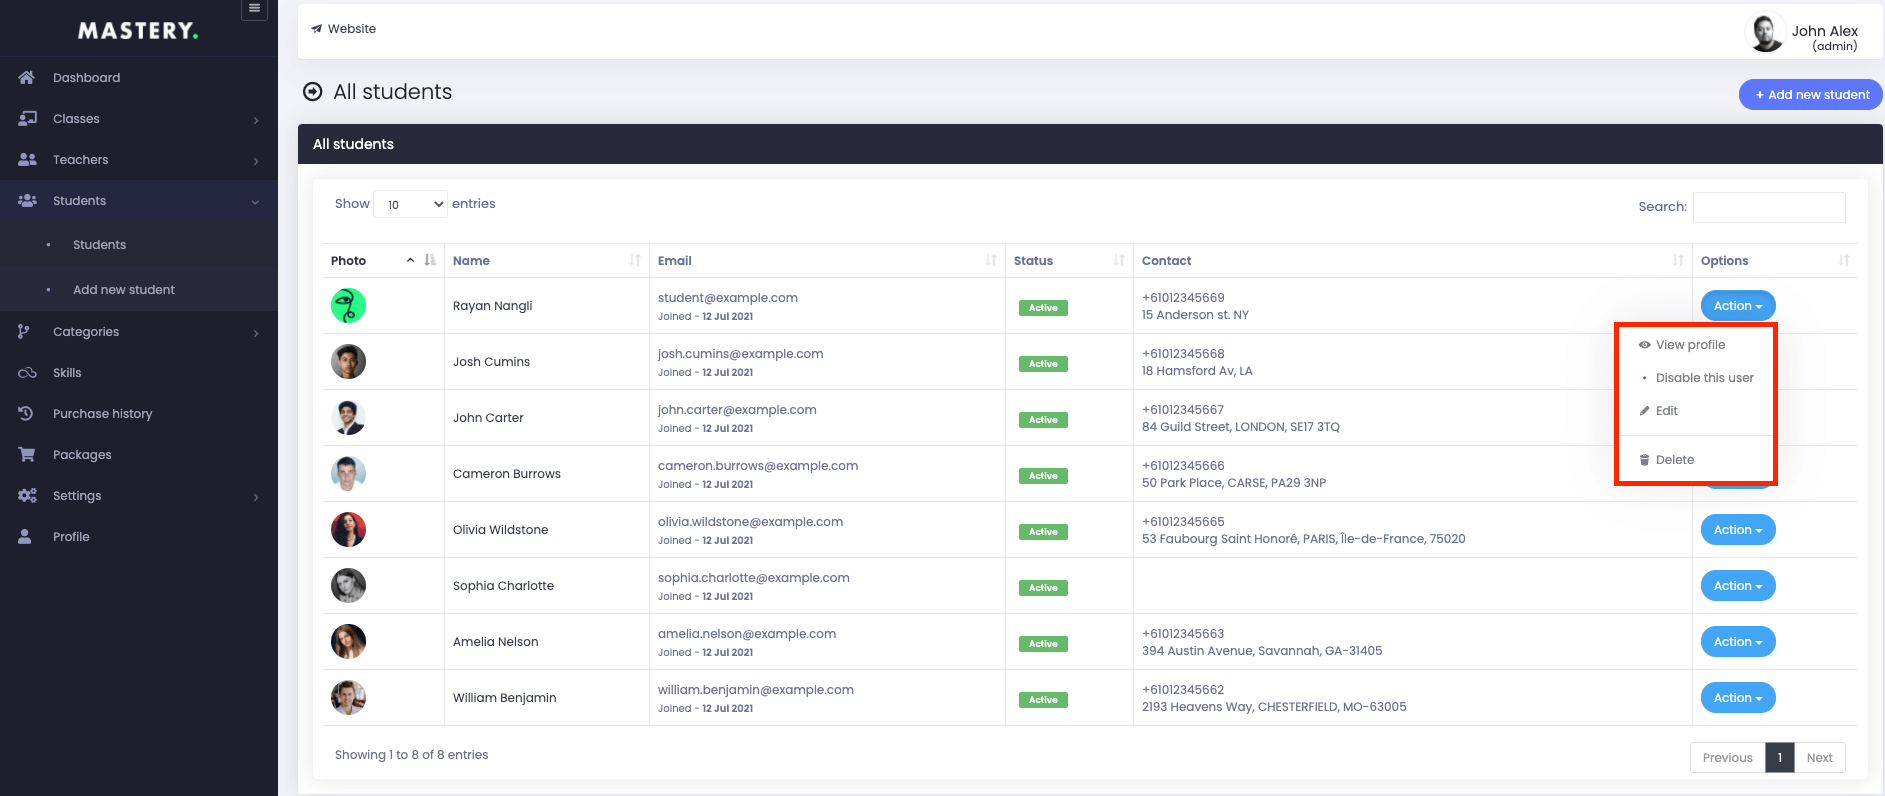 MASTERY.
Dashboard
Classes
Teachers
Students
Students
Add new student
Categories
Skills
Purchase history
Packages
Settings
Profile
Website
John Alex
(admin)
All students
+ Add new student
All students
Show 10 entries
Search:
Photo Name Email Status Contact Options
Rayan Nangli student@example.com Active +61012345669 Action
Joined - 12 Jul 2021 15 Anderson st. NY
View profile
Disable this user
Edit
Delete
Josh Cumins josh.cumins@example.com Active +61012345668
Joined - 12 Jul 2021 18 Hamsford Av, LA
John Carter john.carter@example.com Active +61012345667
Joined - 12 Jul 2021 84 Guild Street, LONDON, SE17 3TQ
Cameron Burrows cameron.burrows@example.com Active +61012345666
Joined - 12 Jul 2021 50 Park Place, CARSE, PA29 3NP
Olivia Wildstone olivia.wildstone@example.com Active +61012345665 Action
Joined - 12 Jul 2021 53 Faubourg Saint Honoré, PARIS, Île-de-France, 75020
Sophia Charlotte sophia.charlotte@example.com Active Action
Joined - 12 Jul 2021
Amelia Nelson amelia.nelson@example.com Active +61012345663 Action
Joined - 12 Jul 2021 394 Austin Avenue, Savannah, GA-31405
William Benjamin william.benjamin@example.com Active +61012345662 Action
Joined - 12 Jul 2021 2193 Heavens Way, CHESTERFIELD, MO-63005
Showing 1 to 8 of 8 entries
Previous 1 Next